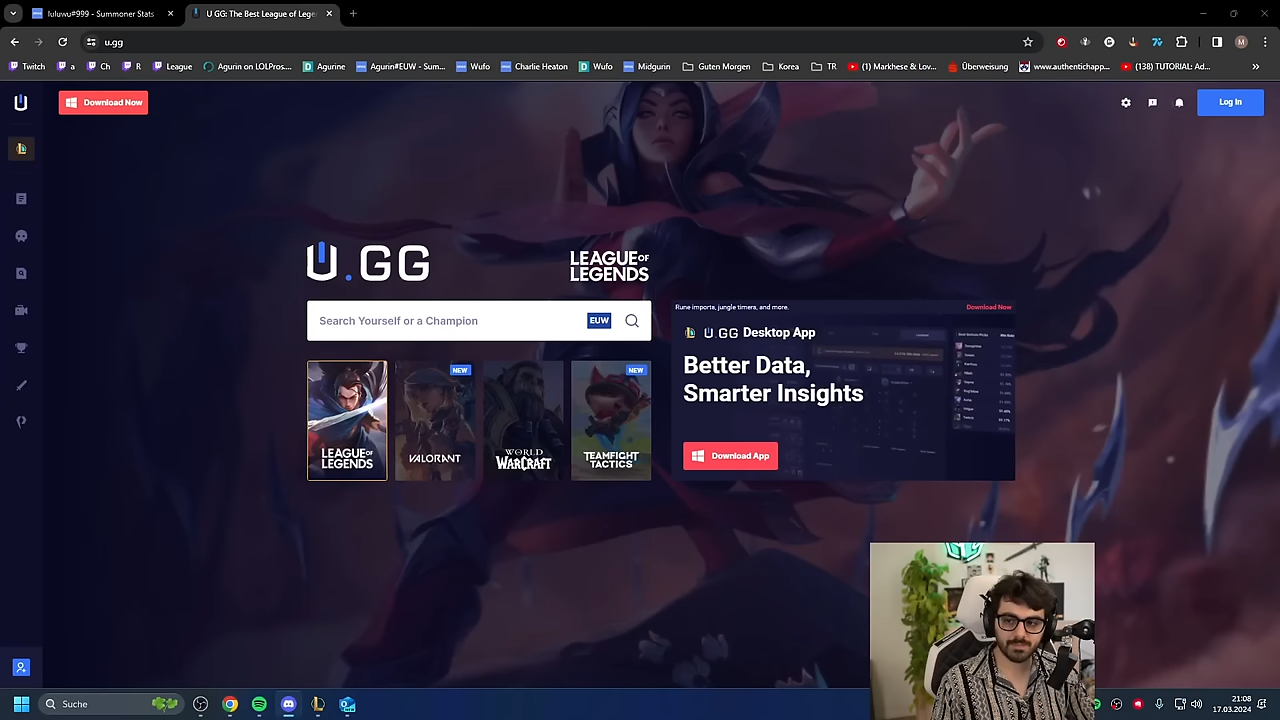 fuluwu#999 - Summoner Stats
U GG: The Best League of Lege
u.gg
M
Twitch
a
Ch
R
League
Agurin on LOLPros....
Agurine
Agurin#EUW - Sum...
Wufo
Charlie Heaton
Wufo
Midgurin
Guten Morgen
Korea
TR
(1) Markhese & Lov...
Überweisung
www.authentichapp...
(138) TUTORIAL: Ad...
Download Now
Log In
U.GG
LEAGUE OF
LEGENDS
Search Yourself or a Champion
EUW
LEAGUE OF
LEGENDS
NEW
VALORANT
WORLD
WARCRAFT
NEW
TEAMFIGHT
TACTICS
Rune imports, jungle timers, and more.
Download Now
U.GG Desktop App
Better Data,
Smarter Insights
Download App
Suche
21:08
17.03.2024